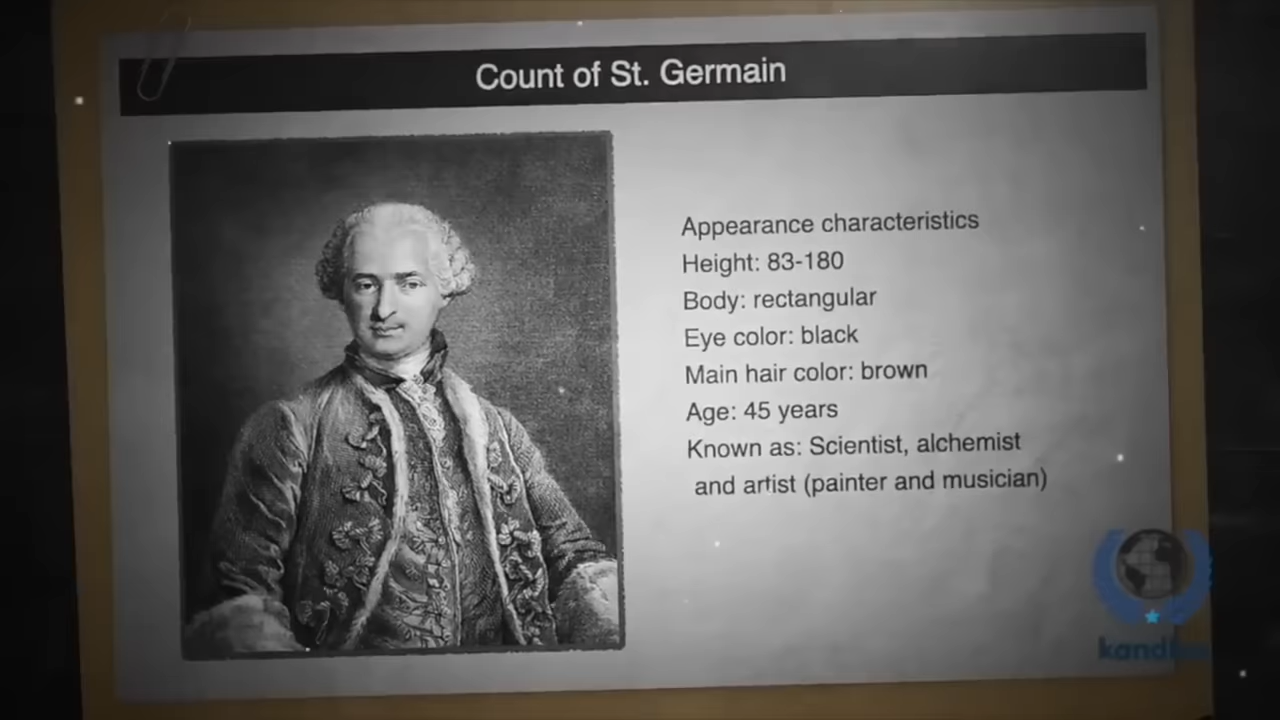 Count of St. Germain
Appearance characteristics
Height: 83-180
Body: rectangular
Eye color: black
Main hair color: brown
Age: 45 years
Known as: Scientist, alchemist
and artist (painter and musician)